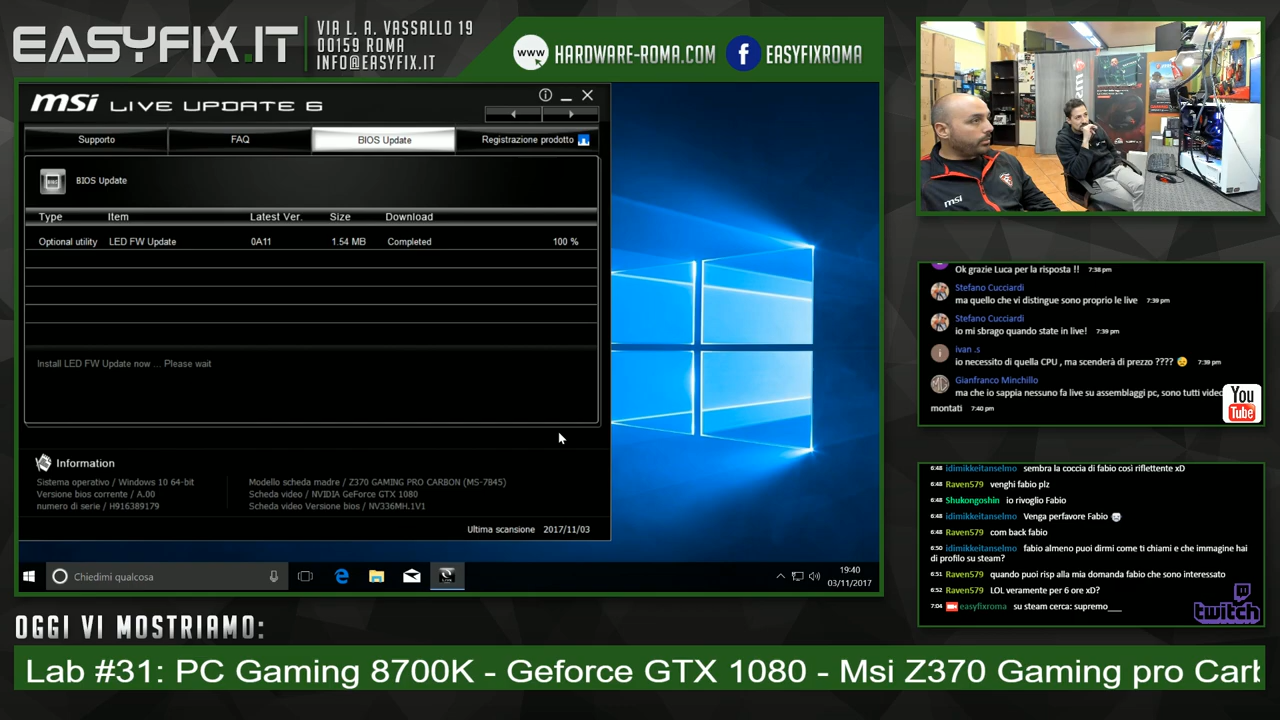 EASYFIX.IT
VIA L. A. VASSALLO 19
00159 ROMA
INFO@EASYFIX.IT
www
HARDWARE-ROMA.COM
f
EASYFIXROMA
msi LIVE UPDATE 6
Supporto
FAQ
BIOS Update
Registrazione prodotto
BIOS Update
Type Item Latest Ver. Size Download
Optional utility LED FW Update 0A11 1.54 MB Completed 100 %
Install LED FW Update now ... Please wait
Information
Sistema operativo / Windows 10 64-bit
Versione bios corrente / A.00
numero di serie / H916389179
Modello scheda madre / Z370 GAMING PRO CARBON (MS-7B45)
Scheda video / NVIDIA GeForce GTX 1080
Scheda video Versione bios / NV336MH.1V1
Ultima scansione 2017/11/03
Chiedimi qualcosa
19:40
03/11/2017
msi
Ok grazie Luca per la risposta !! 7:38 pm
Stefano Cucciardi
ma quello che vi distingue sono proprio le live 7:39 pm
Stefano Cucciardi
io mi sbrago quando state in live! 7:39 pm
i
ivan .s
io necessito di quella CPU , ma scenderà di prezzo ???? 😓 7:39 pm
Gianfranco Minchillo
ma che io sappia nessuno fa live su assemblaggi pc, sono tutti video
montati 7:40 pm
You
Tube
6:48 idimikkeitanselmo sembra la coccia di fabio così riflettente xD
6:48 Raven579 venghi fabio plz
6:48 Shukongoshin io rivoglio Fabio
6:48 idimikkeitanselmo Venga perfavore Fabio
6:48 Raven579 com back fabio
6:50 idimikkeitanselmo fabio almeno puoi dirmi come ti chiami e che immagine hai
di profilo su steam?
6:51 Raven579 quando puoi risp alla mia domanda fabio che sono interessato
6:52 Raven579 LOL veramente per 6 ore xD?
7:04 easyfixroma su steam cerca: supremo___
twitch
OGGI VI MOSTRIAMO:
Lab #31: PC Gaming 8700K - Geforce GTX 1080 - Msi Z370 Gaming pro Carb